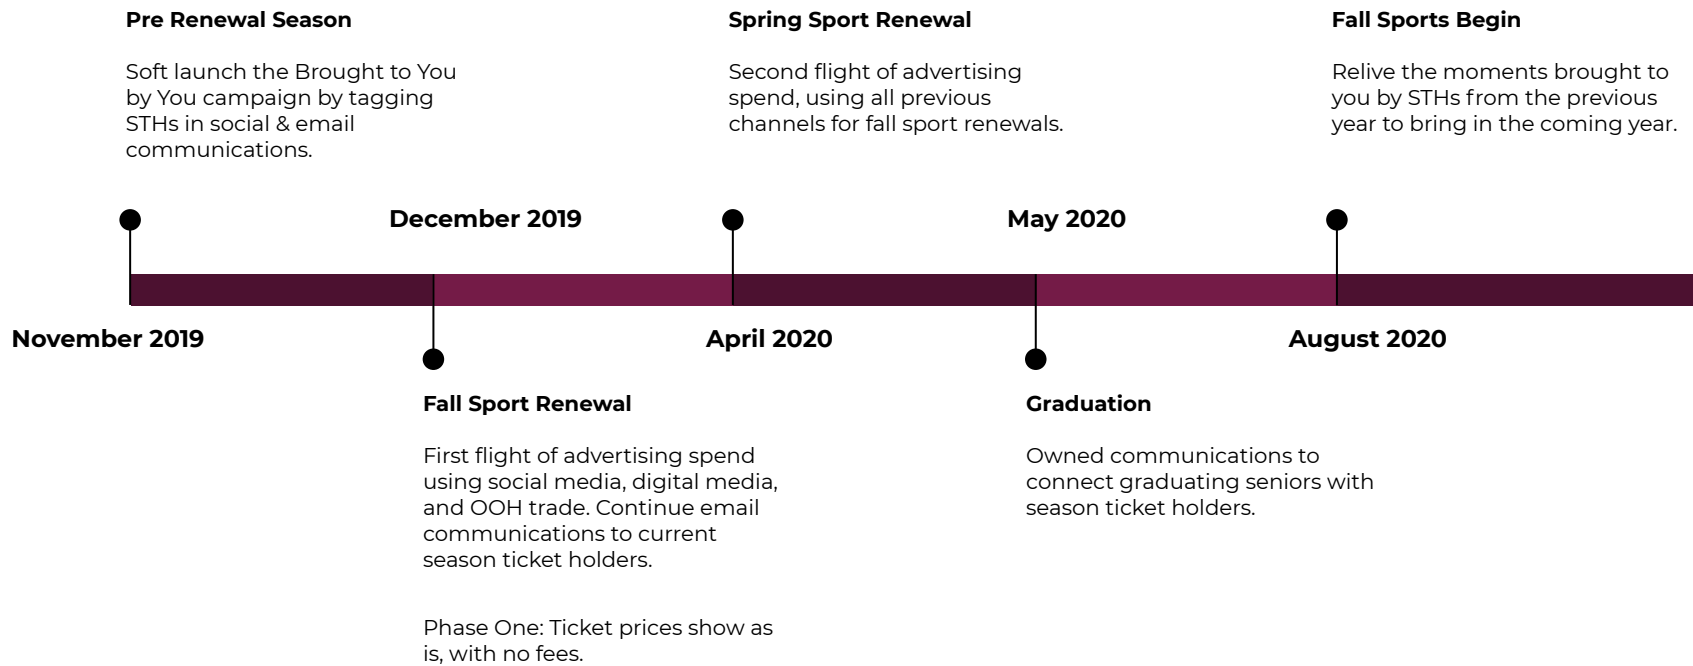 Pre Renewal Season
Soft launch the Brought to You
by You campaign by tagging
STHs in social & email
communications.
Spring Sport Renewal
Second flight of advertising
spend, using all previous
channels for fall sport renewals.
Fall Sports Begin
Relive the moments brought to
you by STHs from the previous
year to bring in the coming year.
December 2019
May 2020
November 2019
April 2020
August 2020
Fall Sport Renewal
First flight of advertising spend
using social media, digital media,
and OOH trade. Continue email
communications to current
season ticket holders.
Phase One: Ticket prices show as
is, with no fees.
Graduation
Owned communications to
connect graduating seniors with
season ticket holders.